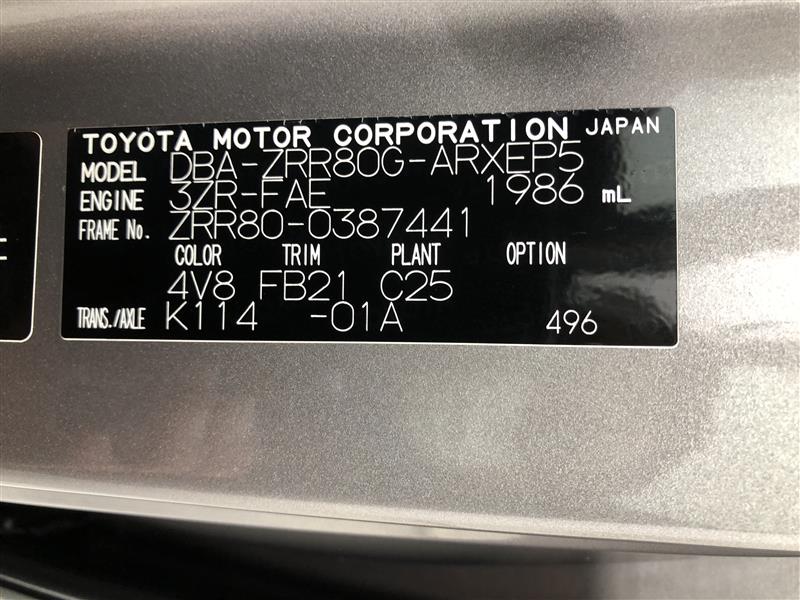 TOYOTA MOTOR CORPORATION JAPAN
MODEL DBA-ZRR80G-ARXEP5
ENGINE 3ZR-FAE 1986 mL
FRAME No. ZRR80-0387441
COLOR TRIM PLANT OPTION
4V8 FB21 C25
TRANS./AXLE K114 -01A 496